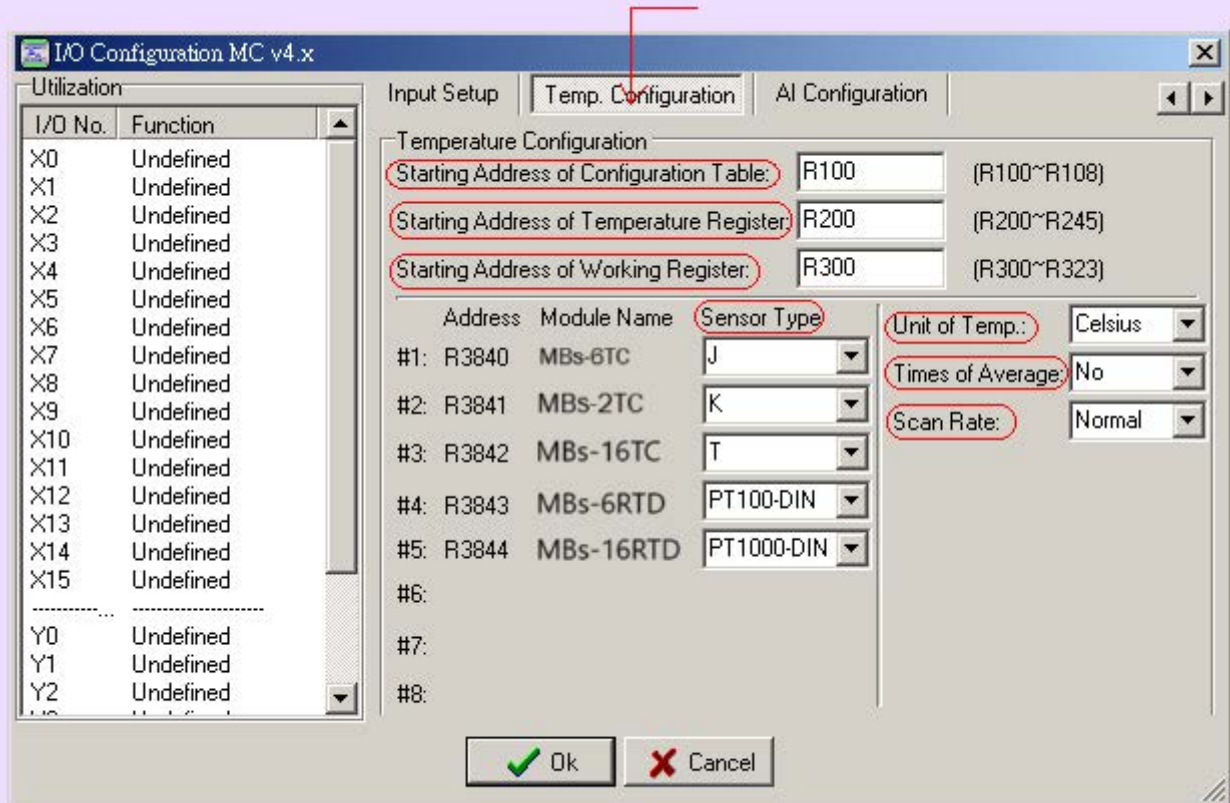 I/O Configuration MC v4.x
Utilization
I/O No. Function
X0 Undefined
X1 Undefined
X2 Undefined
X3 Undefined
X4 Undefined
X5 Undefined
X6 Undefined
X7 Undefined
X8 Undefined
X9 Undefined
X10 Undefined
X11 Undefined
X12 Undefined
X13 Undefined
X14 Undefined
X15 Undefined
-----------... ----------------------
Y0 Undefined
Y1 Undefined
Y2 Undefined
Input Setup Temp. Configuration AI Configuration
Temperature Configuration
Starting Address of Configuration Table: R100 (R100~R108)
Starting Address of Temperature Register: R200 (R200~R245)
Starting Address of Working Register: R300 (R300~R323)
Address Module Name Sensor Type
#1: R3840 MBs-6TC J
#2: R3841 MBs-2TC K
#3: R3842 MBs-16TC T
#4: R3843 MBs-6RTD PT100-DIN
#5: R3844 MBs-16RTD PT1000-DIN
#6:
#7:
#8:
Unit of Temp.: Celsius
Times of Average: No
Scan Rate: Normal
Ok Cancel